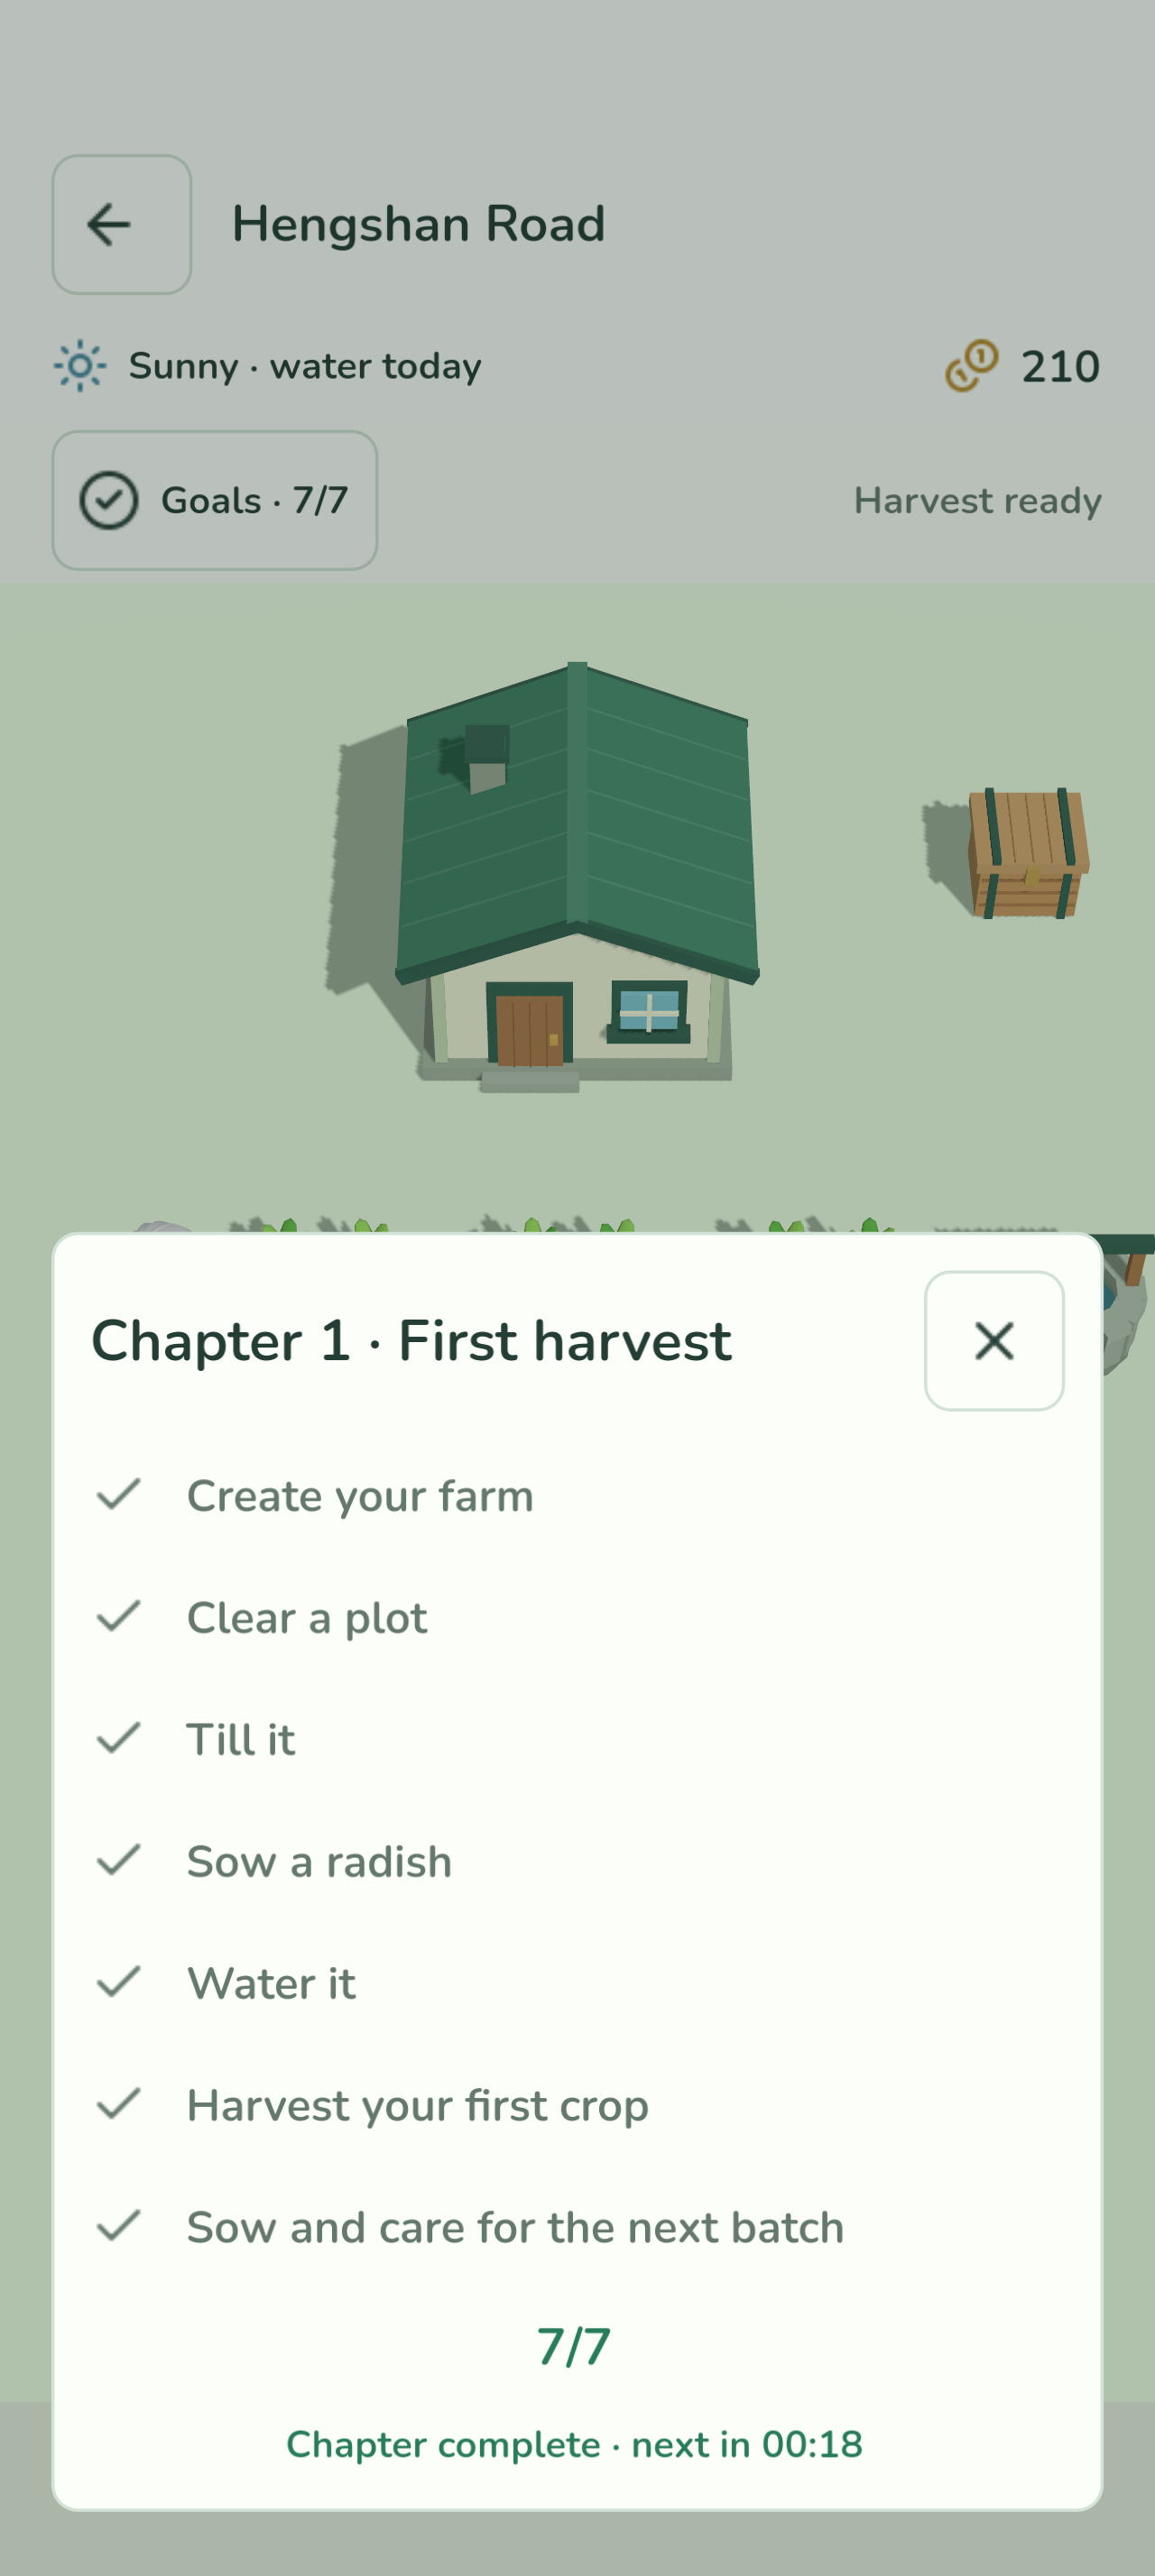 Hengshan Road
Sunny · water today
210
Goals · 7/7
Harvest ready
Chapter 1 · First harvest
Create your farm
Clear a plot
Till it
Sow a radish
Water it
Harvest your first crop
Sow and care for the next batch
7/7
Chapter complete · next in 00:18